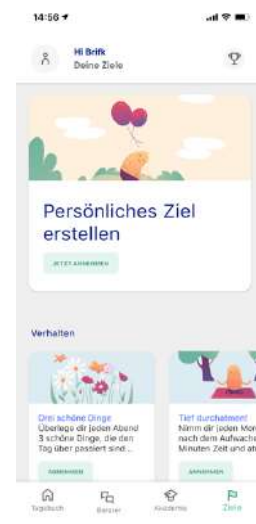 14:56
Hi Brifk
Deine Ziele
Persönliches Ziel
erstellen
JETZT ANNEHMEN
Verhalten
Drei schöne Dinge
Überlege dir jeden Abend
3 schöne Dinge, die den
Tag über passiert sind...
ANNEHMEN
Tief durchatmen!
Nimm dir jeden Mor
nach dem Aufwache
Minuten Zeit und at
ANNEHMEN
Tagebuch
Berater
Akademie
Ziele